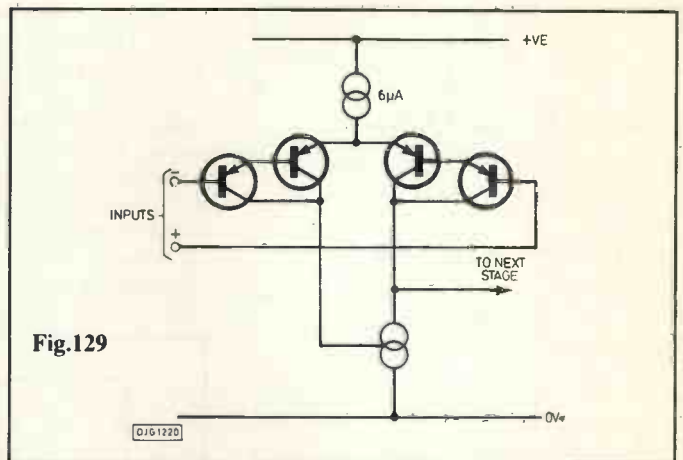 +VE
6µA
−
INPUTS
+
TO NEXT
STAGE
Fig.129
0V
OJG1220